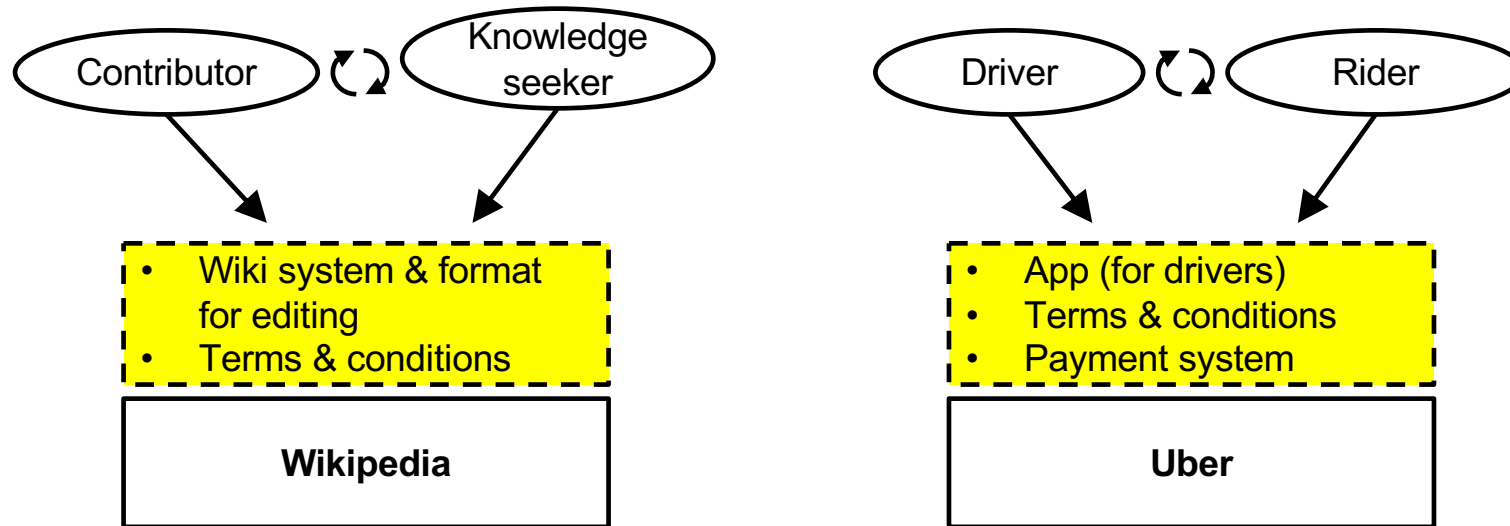 Contributor
Knowledge
seeker
• Wiki system & format
for editing
• Terms & conditions
Wikipedia
Driver
Rider
• App (for drivers)
• Terms & conditions
• Payment system
Uber